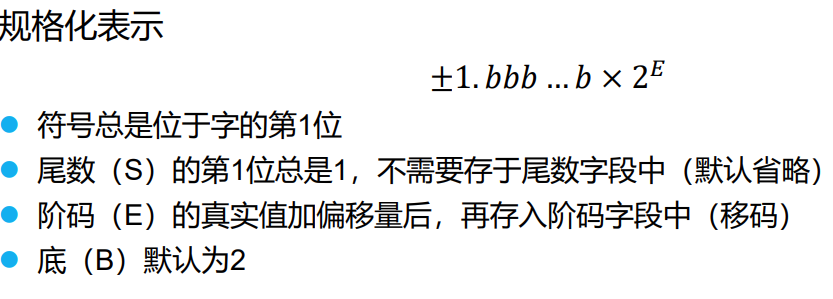 规格化表示
±1.bbb …b × 2^E
● 符号总是位于字的第1位
● 尾数（S）的第1位总是1，不需要存于尾数字段中（默认省略）
● 阶码（E）的真实值加偏移量后，再存入阶码字段中（移码）
● 底（B）默认为2